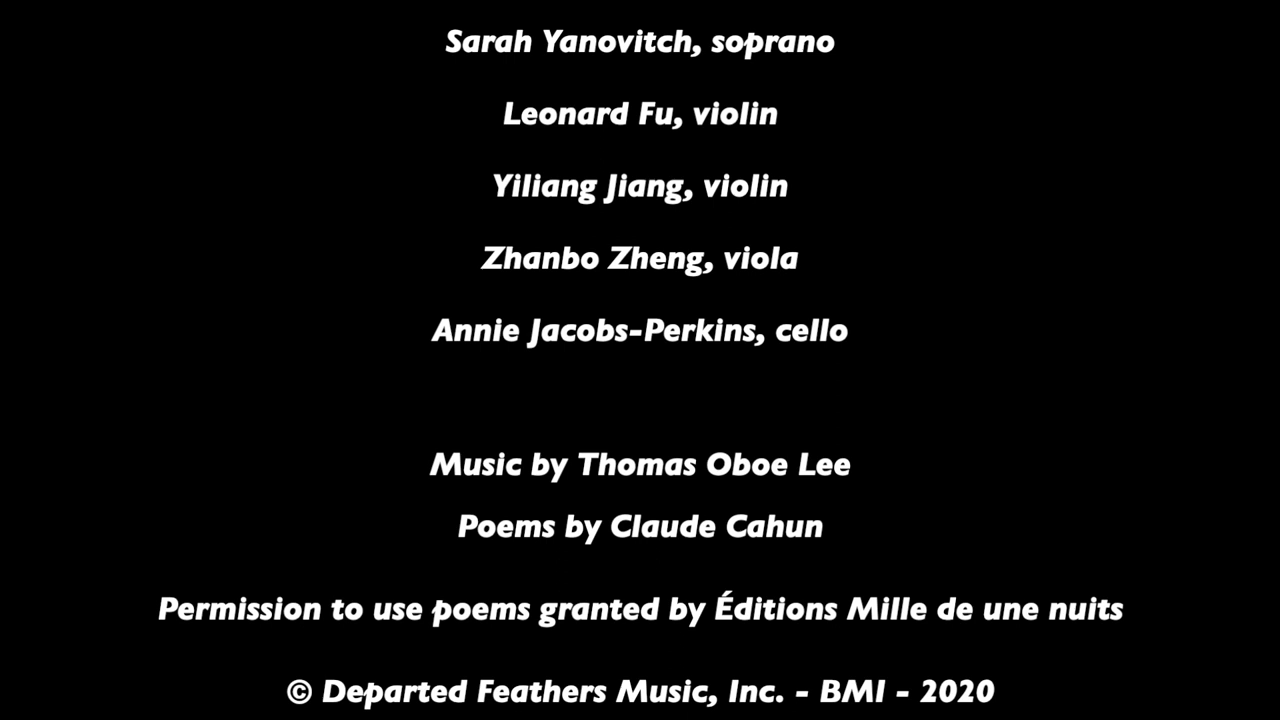 Sarah Yanovitch, soprano
Leonard Fu, violin
Yiliang Jiang, violin
Zhanbo Zheng, viola
Annie Jacobs-Perkins, cello
Music by Thomas Oboe Lee
Poems by Claude Cahun
Permission to use poems granted by Éditions Mille de une nuits
© Departed Feathers Music, Inc. - BMI - 2020